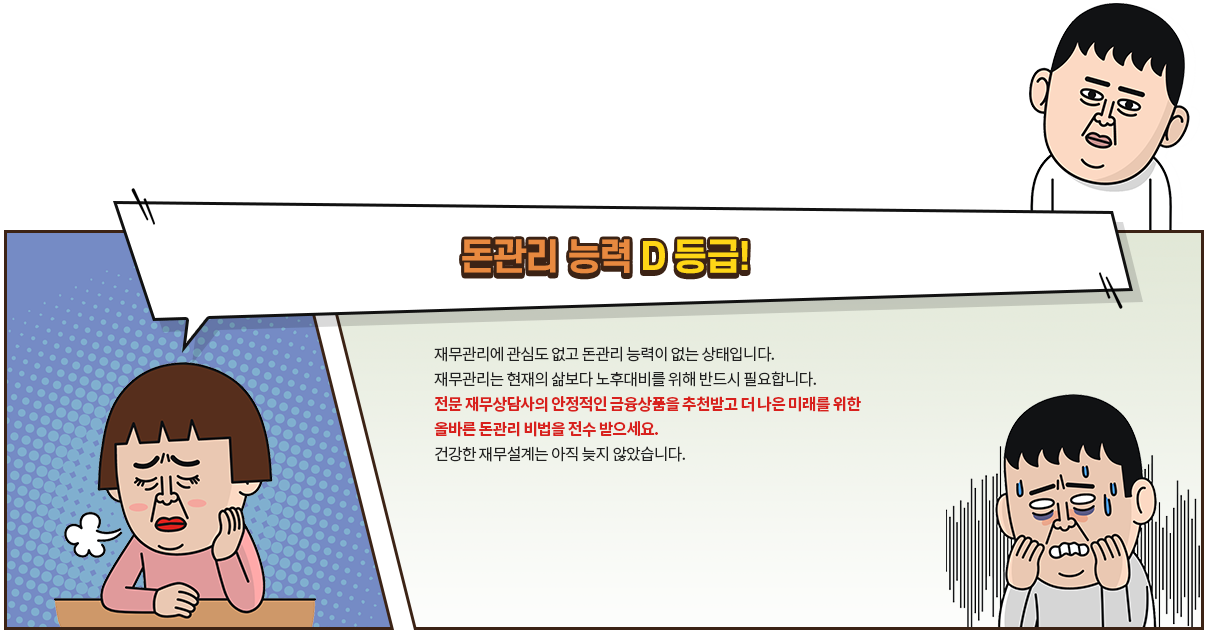 돈관리 능력 D 등급!
재무관리에 관심도 없고 돈관리 능력이 없는 상태입니다.
재무관리는 현재의 삶보다 노후대비를 위해 반드시 필요합니다.
전문 재무상담사의 안정적인 금융상품을 추천받고 더 나은 미래를 위한
올바른 돈관리 비법을 전수 받으세요.
건강한 재무설계는 아직 늦지 않았습니다.